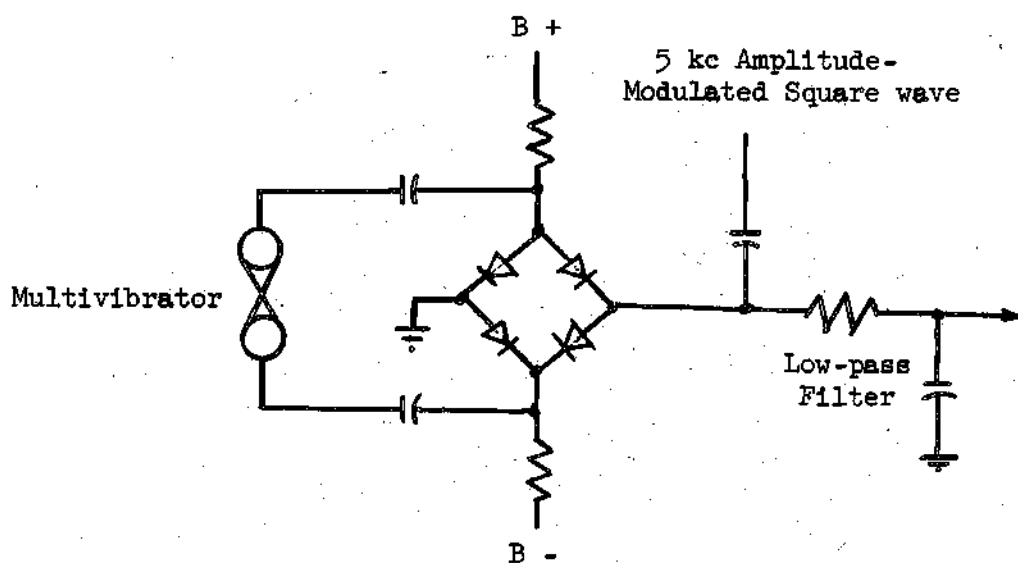 B +
5 kc Amplitude-
Modulated Square wave
Multivibrator
Low-pass
Filter
B -